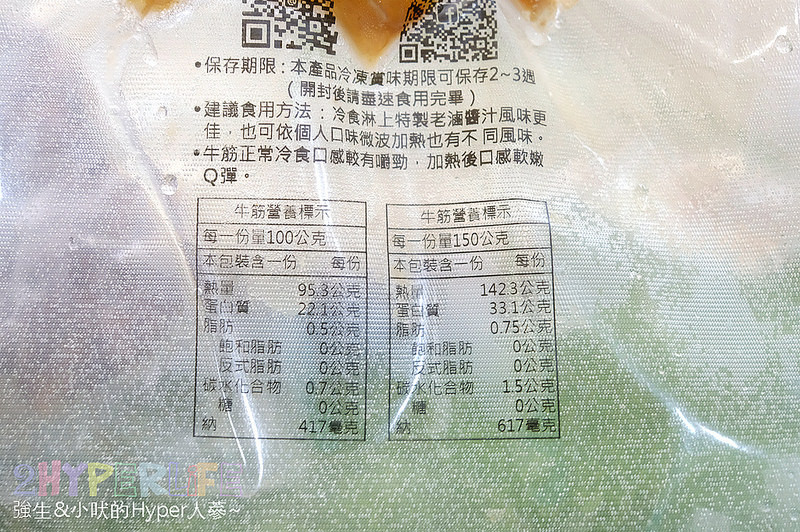 •保存期限：本產品冷凍賞味期限可保存2~3週
（開封後請盡速食用完畢）
•建議食用方法：冷食淋上特製老滷醬汁風味更
佳，也可依個人口味微波加熱也有不同風味。
•牛筋正常冷食口感較有嚼勁，加熱後口感軟嫩
Q彈。
牛筋營養標示
每一份量100公克
本包裝含一份 每份
熱量 95.3公克
蛋白質 22.1公克
脂肪 0.5公克
飽和脂肪 0公克
反式脂肪 0公克
碳水化合物 0.7公克
糖 0公克
納 417毫克
牛筋營養標示
每一份量150公克
本包裝含一份 每份
熱量 142.3公克
蛋白質 33.1公克
脂肪 0.75公克
飽和脂肪 0公克
反式脂肪 0公克
碳水化合物 1.5公克
糖 0公克
納 617毫克
2HYPERLIFE
強生&小吠的Hyper人蔘~